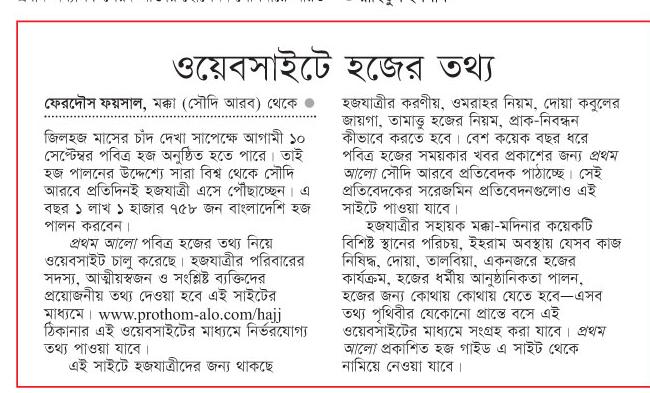 ওয়েবসাইটে হজের তথ্য
ফেরদৌস ফয়সাল, মক্কা (সৌদি আরব) থেকে ●
জিলহজ মাসের চাঁদ দেখা সাপেক্ষে আগামী ১০
সেপ্টেম্বর পবিত্র হজ অনুষ্ঠিত হতে পারে। তাই
হজ পালনের উদ্দেশ্যে সারা বিশ্ব থেকে সৌদি
আরবে প্রতিদিনই হজযাত্রী এসে পৌঁছাচ্ছেন। এ
বছর ১ লাখ ১ হাজার ৭৫৮ জন বাংলাদেশি হজ
পালন করবেন।
প্রথম আলো পবিত্র হজের তথ্য নিয়ে
ওয়েবসাইট চালু করেছে। হজযাত্রীর পরিবারের
সদস্য, আত্মীয়স্বজন ও সংশ্লিষ্ট ব্যক্তিদের
প্রয়োজনীয় তথ্য দেওয়া হবে এই সাইটের
মাধ্যমে। www.prothom-alo.com/hajj
ঠিকানার এই ওয়েবসাইটের মাধ্যমে নির্ভরযোগ্য
তথ্য পাওয়া যাবে।
এই সাইটে হজযাত্রীদের জন্য থাকছে
হজযাত্রীর করণীয়, ওমরাহর নিয়ম, দোয়া কবুলের
জায়গা, তামাত্তু হজের নিয়ম, প্রাক-নিবন্ধন
কীভাবে করতে হবে। বেশ কয়েক বছর ধরে
পবিত্র হজের সময়কার খবর প্রকাশের জন্য প্রথম
আলো সৌদি আরবে প্রতিবেদক পাঠাচ্ছে। সেই
প্রতিবেদকের সরেজমিন প্রতিবেদনগুলোও এই
সাইটে পাওয়া যাবে।
হজযাত্রীর সহায়ক মক্কা-মদিনার কয়েকটি
বিশিষ্ট স্থানের পরিচয়, ইহরাম অবস্থায় যেসব কাজ
নিষিদ্ধ, দোয়া, তালবিয়া, একনজরে হজের
কার্যক্রম, হজের ধর্মীয় আনুষ্ঠানিকতা পালন,
হজের জন্য কোথায় কোথায় যেতে হবে—এসব
তথ্য পৃথিবীর যেকোনো প্রান্তে বসে এই
ওয়েবসাইটের মাধ্যমে সংগ্রহ করা যাবে। প্রথম
আলো প্রকাশিত হজ গাইড এ সাইট থেকে
নামিয়ে নেওয়া যাবে।